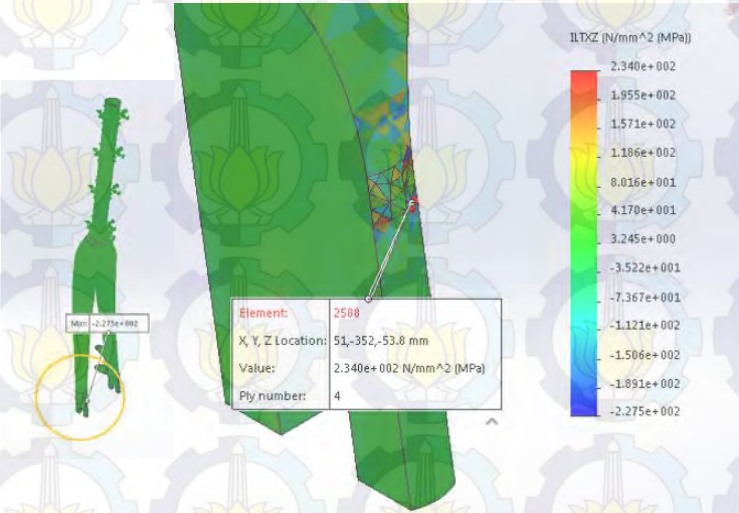 ILTXZ (N/mm^2 (MPa))
2.340e+002
1.955e+002
1.571e+002
1.186e+002
8.016e+001
4.170e+001
3.245e+000
-3.522e+001
-7.367e+001
-1.121e+002
-1.506e+002
-1.891e+002
-2.275e+002
Min: -2.275e+002
Element: 2588
X, Y, Z Location: 51,-352,-53.8 mm
Value: 2.340e+002 N/mm^2 (MPa)
Ply number: 4